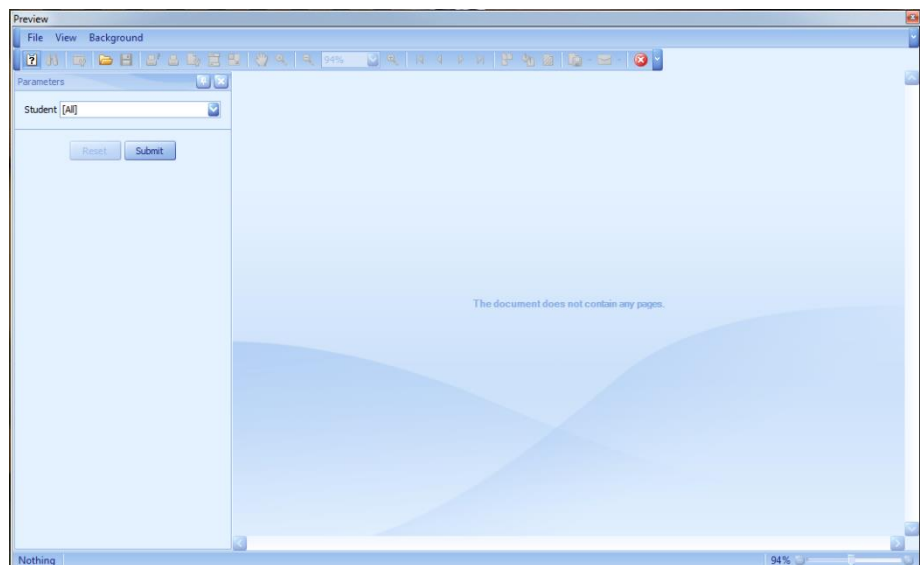 Preview
File View Background
94%
Parameters
Student [All]
Reset Submit
The document does not contain any pages.
Nothing 94%